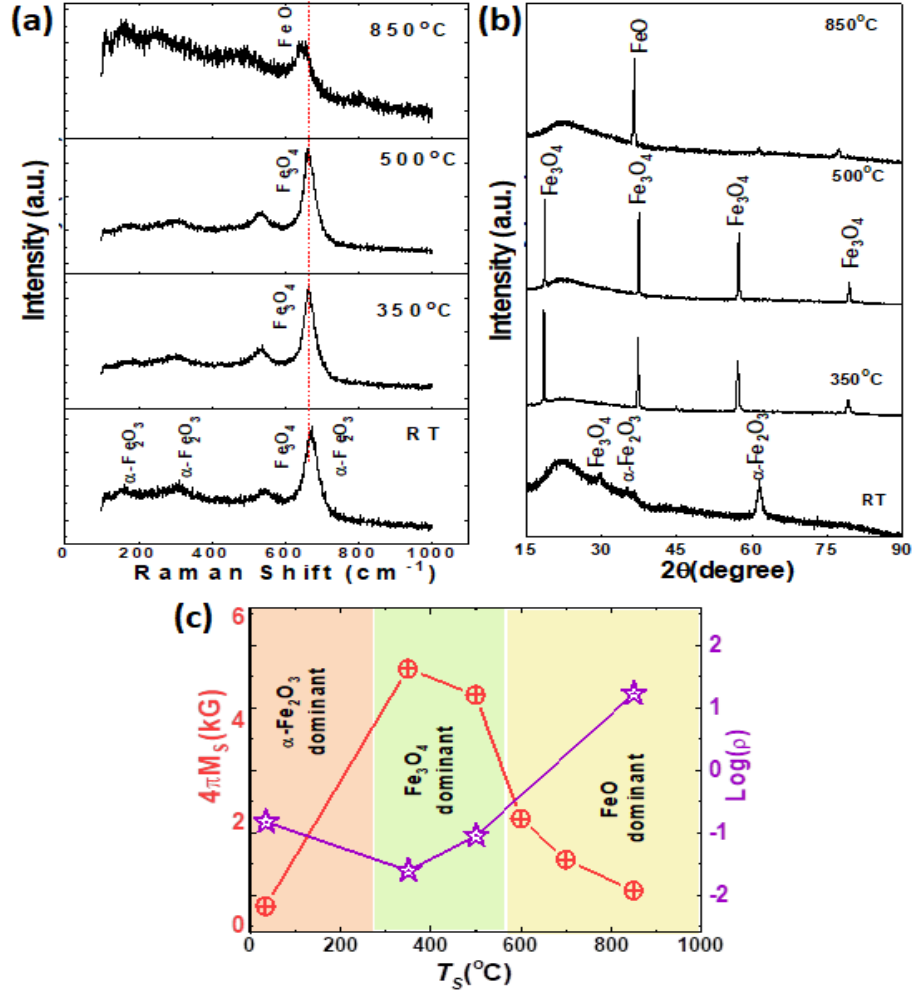 (a)
850°C
FeO
500°C
Fe₃O₄
350°C
Fe₃O₄
RT
α-Fe₂O₃
α-Fe₂O₃
Fe₃O₄
α-Fe₂O₃
Intensity (a.u.)
0 200 400 600 800 1000
Raman Shift (cm⁻¹)
(b)
850°C
FeO
500°C
Fe₃O₄
Fe₃O₄
Fe₃O₄
Fe₃O₄
350°C
Fe₃O₄
α-Fe₂O₃
α-Fe₂O₃
RT
Intensity (a.u.)
15 30 45 60 75 90
2θ(degree)
(c)
6
4
2
0
4πMS(kG)
α-Fe₂O₃
dominant
Fe₃O₄
dominant
FeO
dominant
2
1
0
-1
-2
Log(ρ)
0 200 400 600 800 1000
TS(°C)